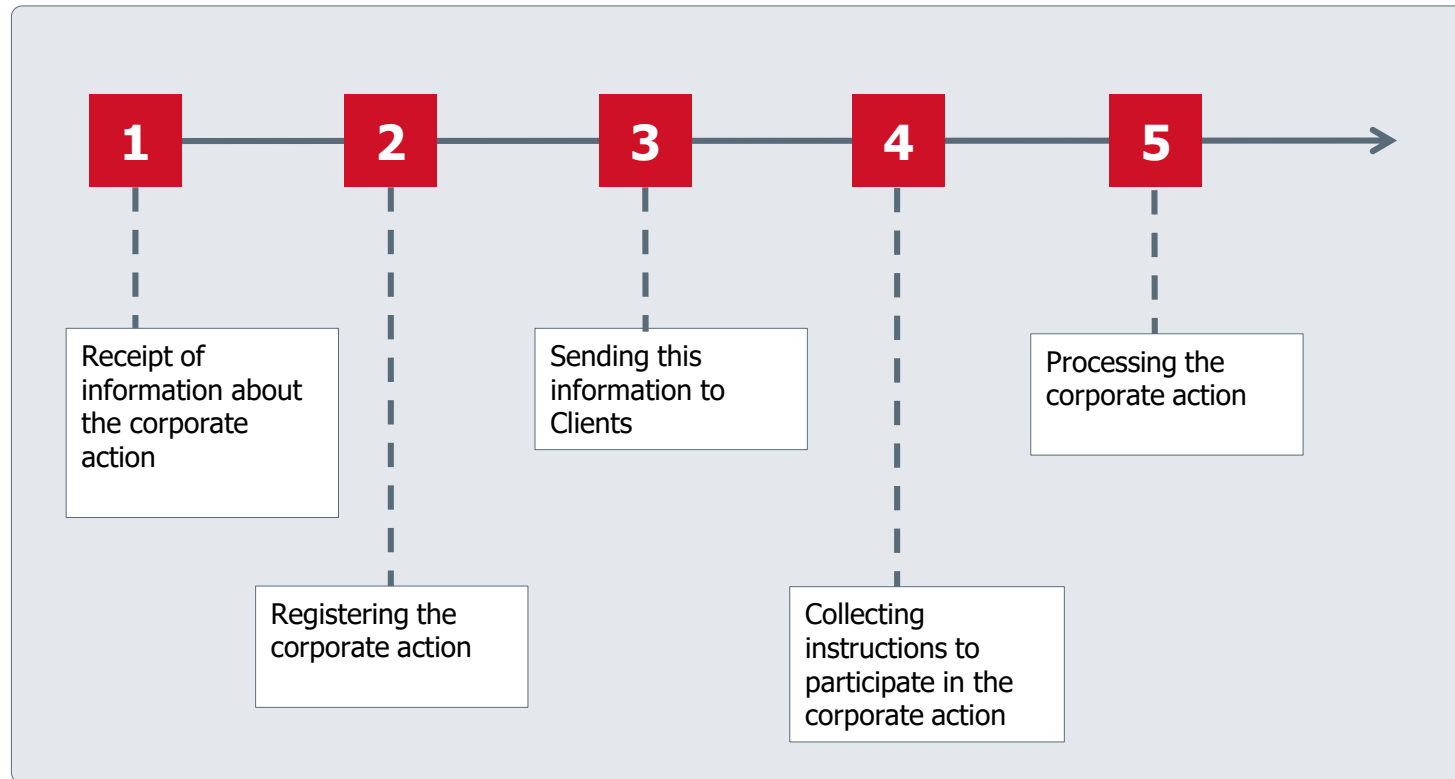 1
2
3
4
5
Receipt of
information about
the corporate
action
Registering the
corporate action
Sending this
information to
Clients
Collecting
instructions to
participate in the
corporate action
Processing the
corporate action